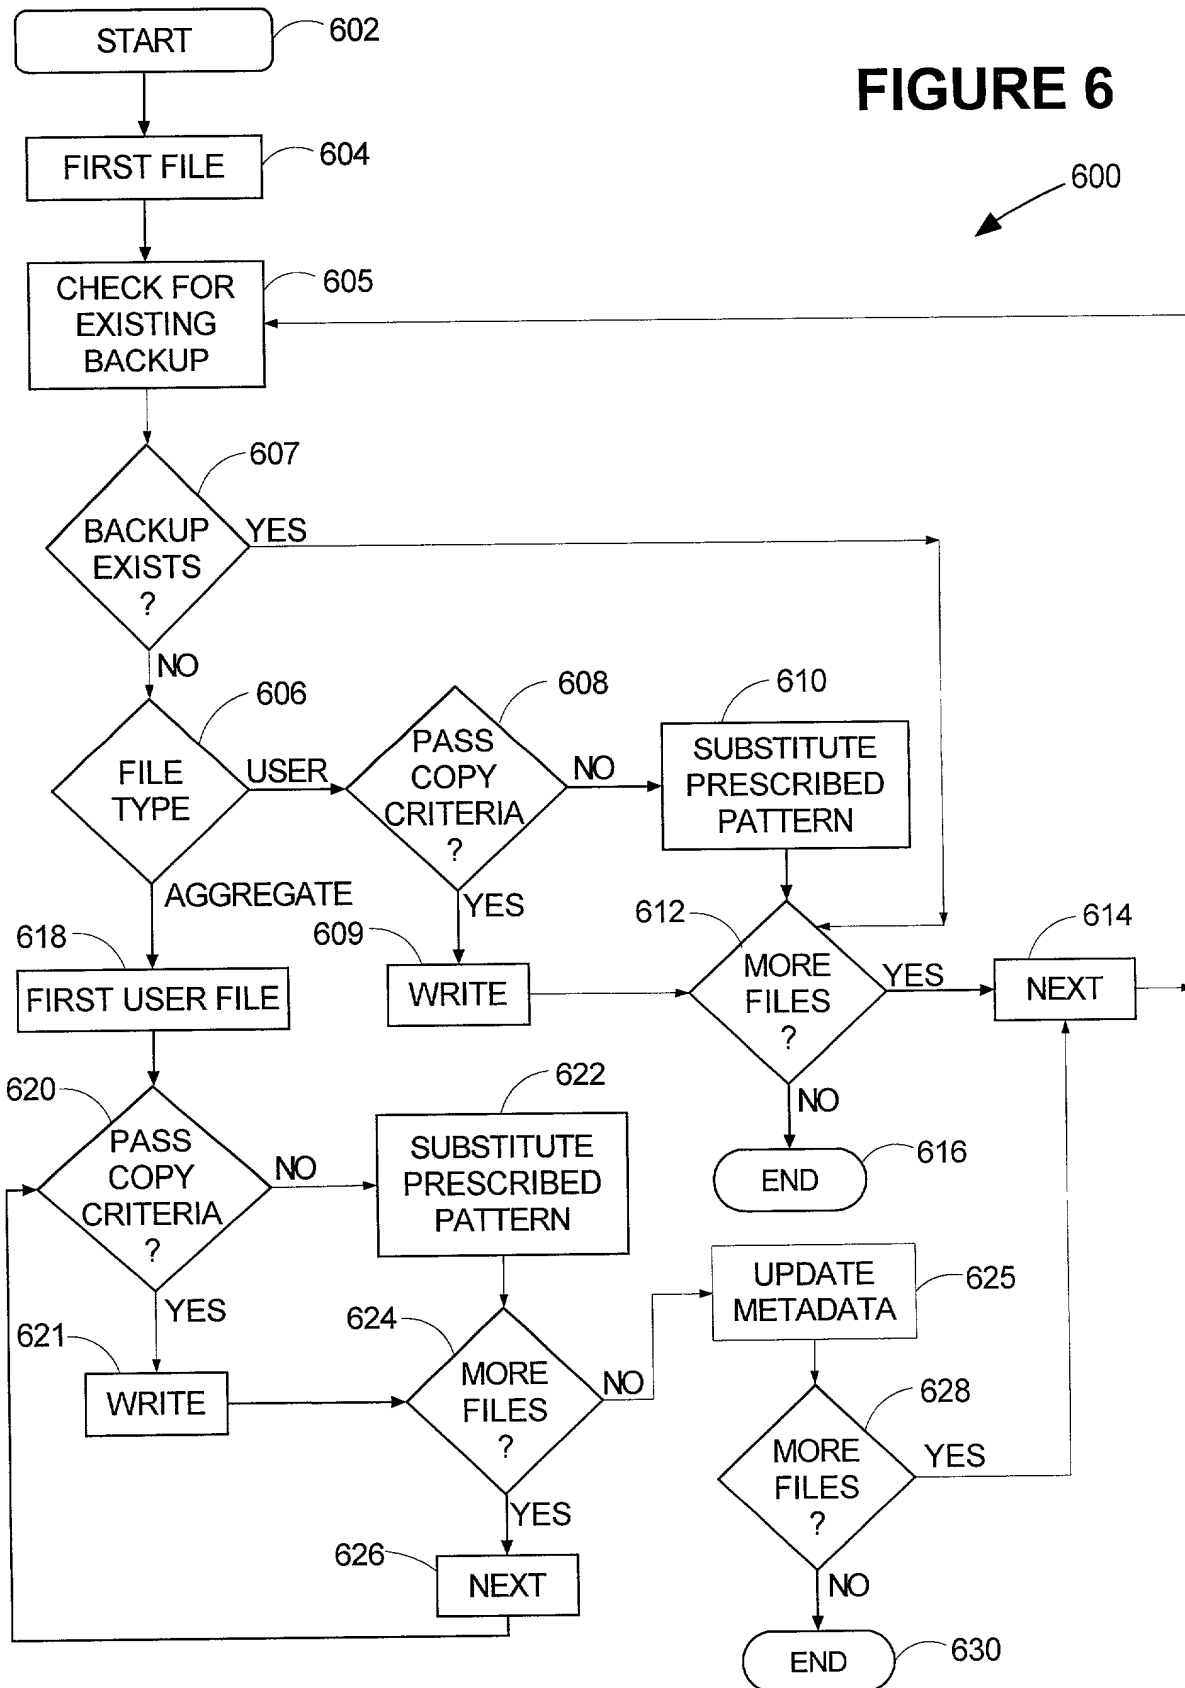 START
602
FIGURE 6
FIRST FILE
604
600
CHECK FOR
EXISTING
BACKUP
605
607
BACKUP
EXISTS
?
YES
NO
606
FILE
TYPE
USER
608
PASS
COPY
CRITERIA
?
NO
610
SUBSTITUTE
PRESCRIBED
PATTERN
AGGREGATE
YES
618
FIRST USER FILE
609
WRITE
612
MORE
FILES
?
YES
614
NEXT
NO
616
END
620
PASS
COPY
CRITERIA
?
NO
622
SUBSTITUTE
PRESCRIBED
PATTERN
YES
621
WRITE
624
MORE
FILES
?
NO
UPDATE
METADATA
625
YES
626
NEXT
628
MORE
FILES
?
YES
NO
END
630